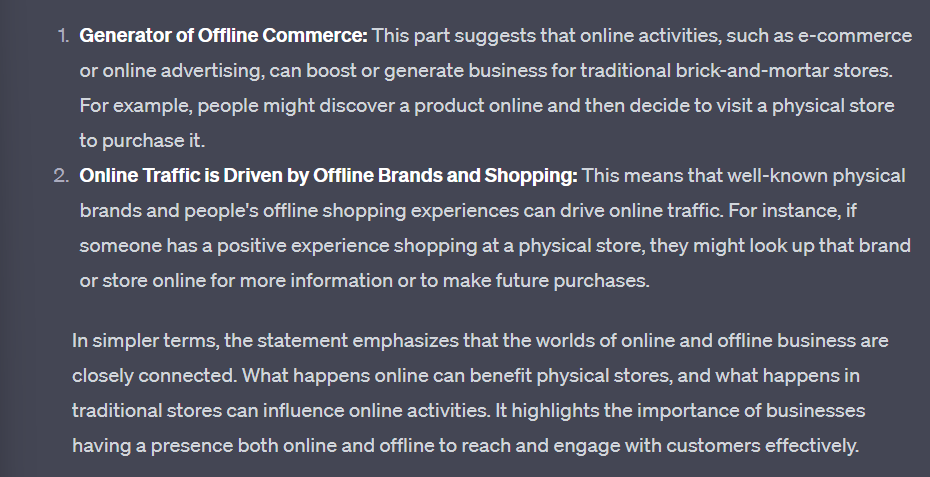 1. Generator of Offline Commerce: This part suggests that online activities, such as e-commerce
or online advertising, can boost or generate business for traditional brick-and-mortar stores.
For example, people might discover a product online and then decide to visit a physical store
to purchase it.
2. Online Traffic is Driven by Offline Brands and Shopping: This means that well-known physical
brands and people's offline shopping experiences can drive online traffic. For instance, if
someone has a positive experience shopping at a physical store, they might look up that brand
or store online for more information or to make future purchases.
In simpler terms, the statement emphasizes that the worlds of online and offline business are
closely connected. What happens online can benefit physical stores, and what happens in
traditional stores can influence online activities. It highlights the importance of businesses
having a presence both online and offline to reach and engage with customers effectively.